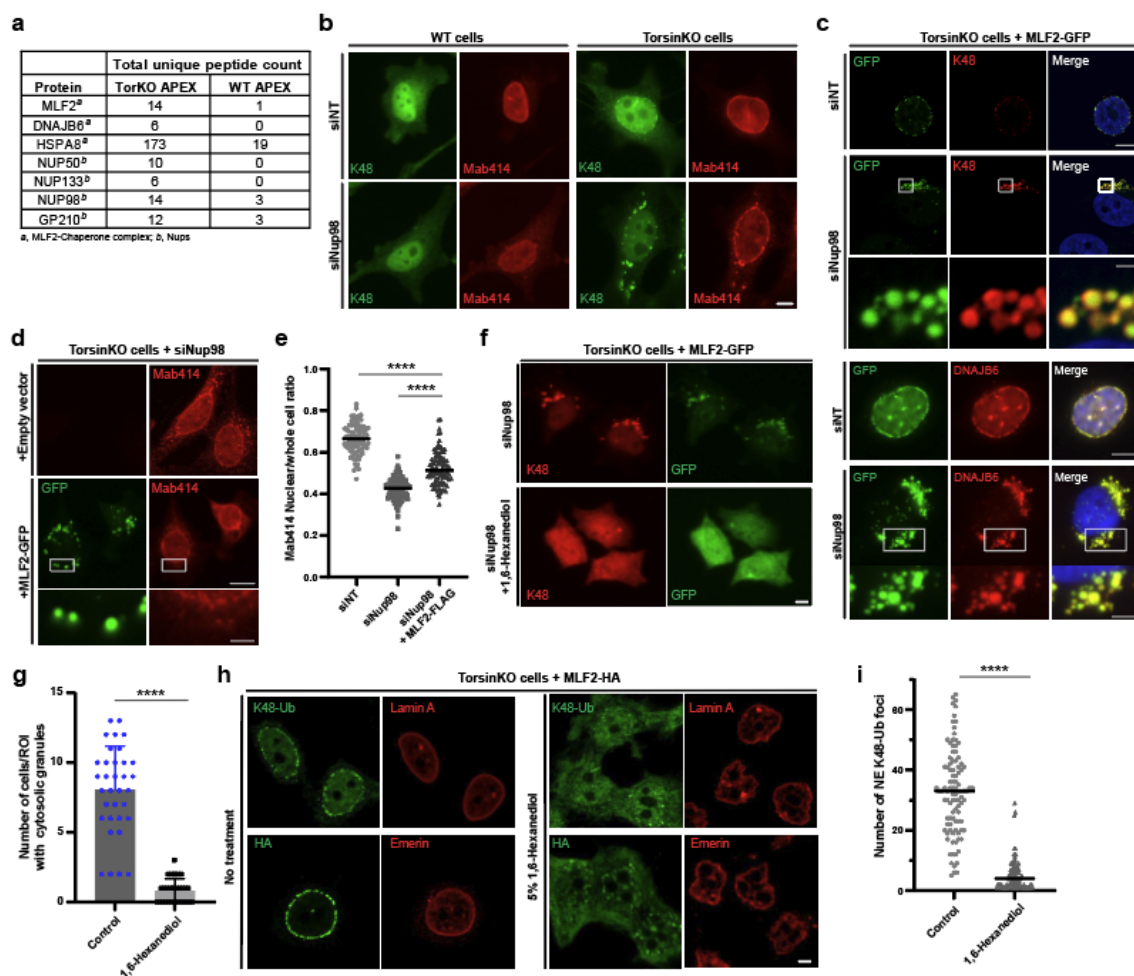 a
Total unique peptide count
Protein TorKO APEX WT APEX
MLF2a 14 1
DNAJB6a 6 0
HSPA8a 173 19
NUP50b 10 0
NUP133b 6 0
NUP98b 14 3
GP210b 12 3
a, MLF2-Chaperone complex; b, Nups
b
WT cells TorsinKO cells
siNT
K48 Mab414 K48 Mab414
siNup98
K48 Mab414 K48 Mab414
c
TorsinKO cells + MLF2-GFP
siNT
GFP K48 Merge
siNup98
GFP K48 Merge
siNT
GFP DNAJB6 Merge
siNup98
GFP DNAJB6 Merge
d
TorsinKO cells + siNup98
+Empty vector
Mab414
+MLF2-GFP
GFP Mab414
e
Mab414 Nuclear/whole cell ratio
1.0
0.8
0.6
0.4
0.2
0.0
****
****
siNT
siNup98
siNup98
+ MLF2-FLAG
f
TorsinKO cells + MLF2-GFP
siNup98
K48 GFP
siNup98
+1,6-Hexanediol
K48 GFP
g
Number of cells/ROI
with cytosolic granules
15
10
5
0
****
Control
1,6-Hexanediol
h
TorsinKO cells + MLF2-HA
No treatment
K48-Ub Lamin A
HA Emerin
5% 1,6-Hexanediol
K48-Ub Lamin A
HA Emerin
i
Number of NE K48-Ub foci
60
40
20
0
****
Control
1,6-Hexanediol